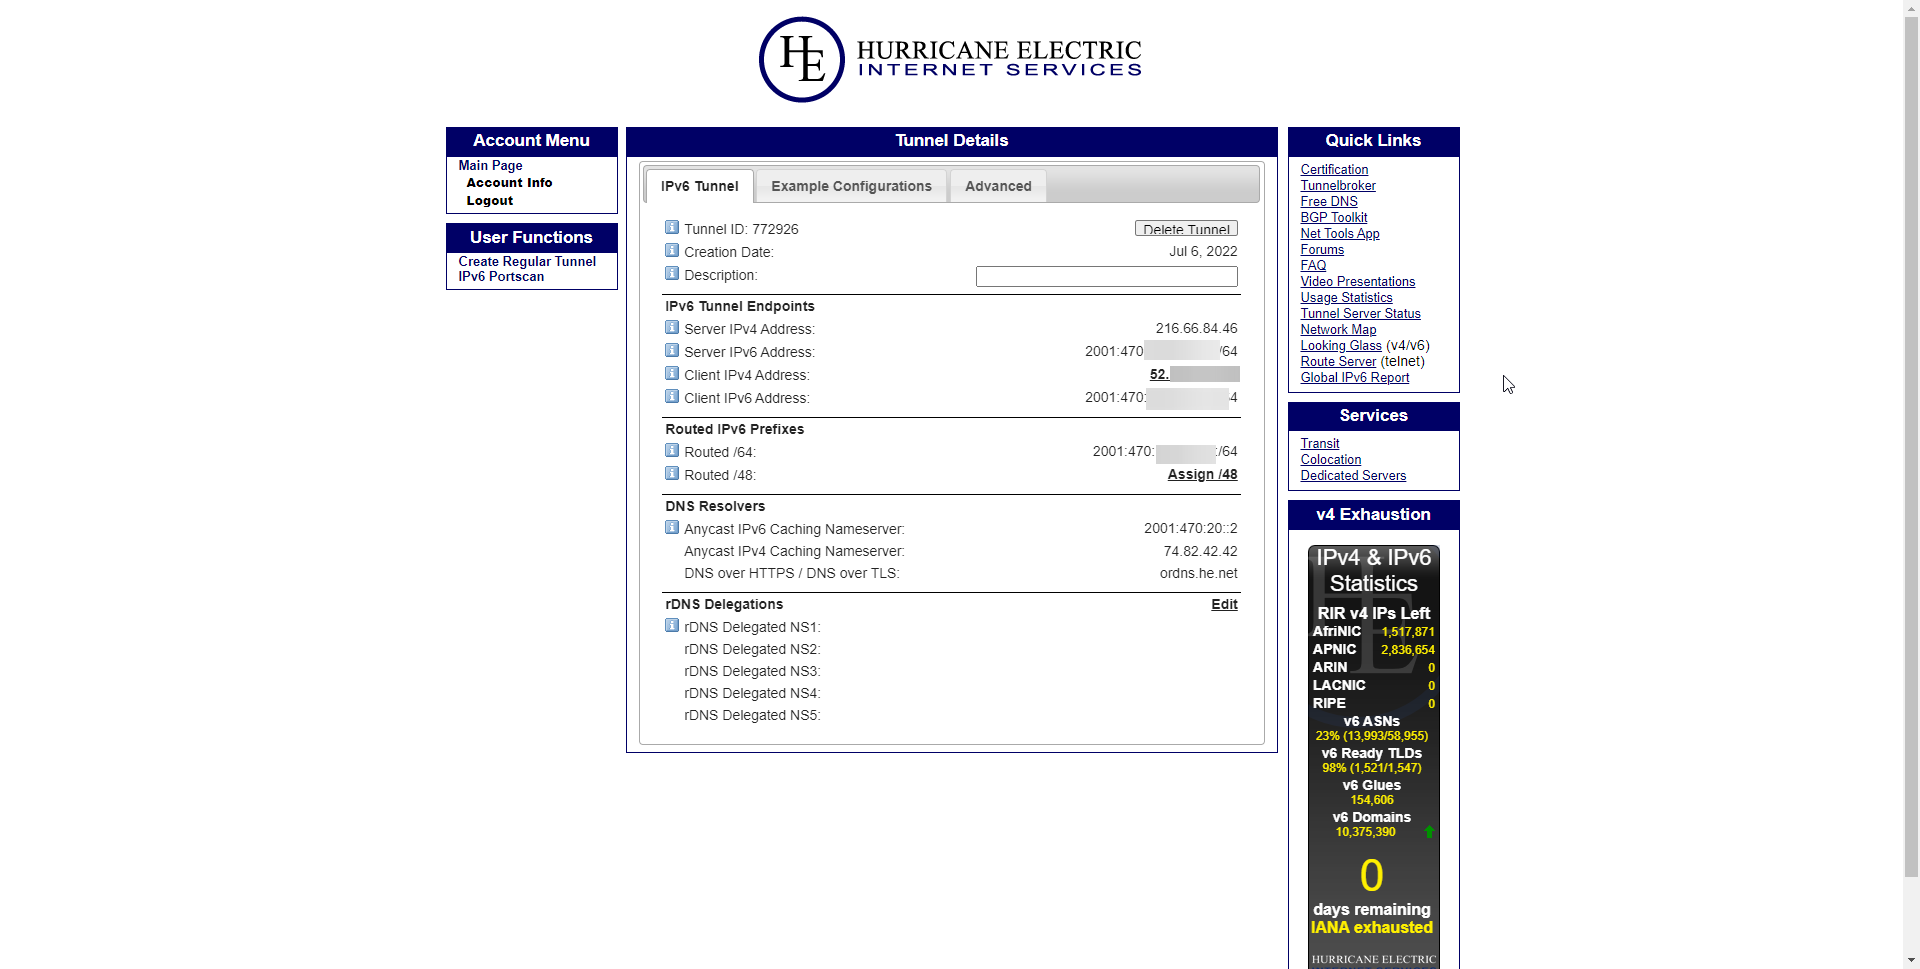 HE HURRICANE ELECTRIC
INTERNET SERVICES
Account Menu
Main Page
Account Info
Logout
User Functions
Create Regular Tunnel
IPv6 Portscan
Tunnel Details
IPv6 Tunnel Example Configurations Advanced
Tunnel ID: 772926 Delete Tunnel
Creation Date: Jul 6, 2022
Description:
IPv6 Tunnel Endpoints
Server IPv4 Address: 216.66.84.46
Server IPv6 Address: 2001:470 /64
Client IPv4 Address: 52.
Client IPv6 Address: 2001:470: 4
Routed IPv6 Prefixes
Routed /64: 2001:470: :/64
Routed /48: Assign /48
DNS Resolvers
Anycast IPv6 Caching Nameserver: 2001:470:20::2
Anycast IPv4 Caching Nameserver: 74.82.42.42
DNS over HTTPS / DNS over TLS: ordns.he.net
rDNS Delegations Edit
rDNS Delegated NS1:
rDNS Delegated NS2:
rDNS Delegated NS3:
rDNS Delegated NS4:
rDNS Delegated NS5:
Quick Links
Certification
Tunnelbroker
Free DNS
BGP Toolkit
Net Tools App
Forums
FAQ
Video Presentations
Usage Statistics
Tunnel Server Status
Network Map
Looking Glass (v4/v6)
Route Server (telnet)
Global IPv6 Report
Services
Transit
Colocation
Dedicated Servers
v4 Exhaustion
IPv4 & IPv6
Statistics
RIR v4 IPs Left
AfriNIC 1,517,871
APNIC 2,836,654
ARIN 0
LACNIC 0
RIPE 0
v6 ASNs
23% (13,993/58,955)
v6 Ready TLDs
98% (1,521/1,547)
v6 Glues
154,606
v6 Domains
10,375,390
0
days remaining
IANA exhausted
HURRICANE ELECTRIC